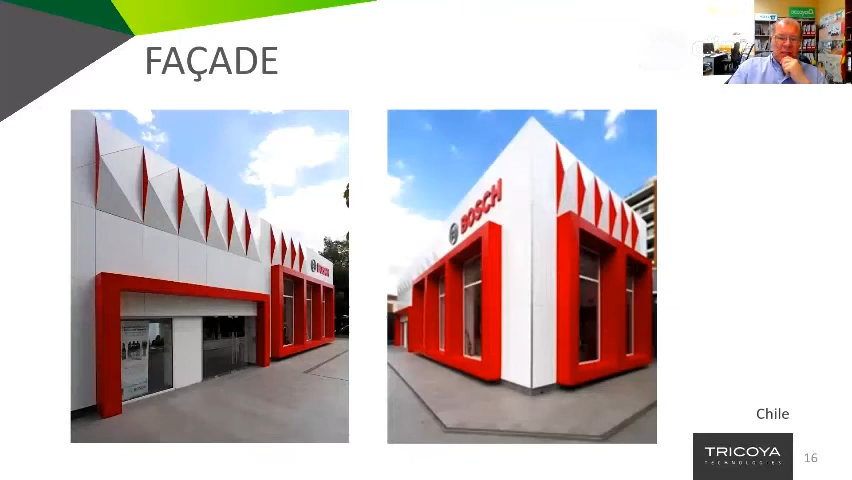 FAÇADE
BOSCH
BOSCH
Chile
TRICOYA
TECHNOLOGIES
16